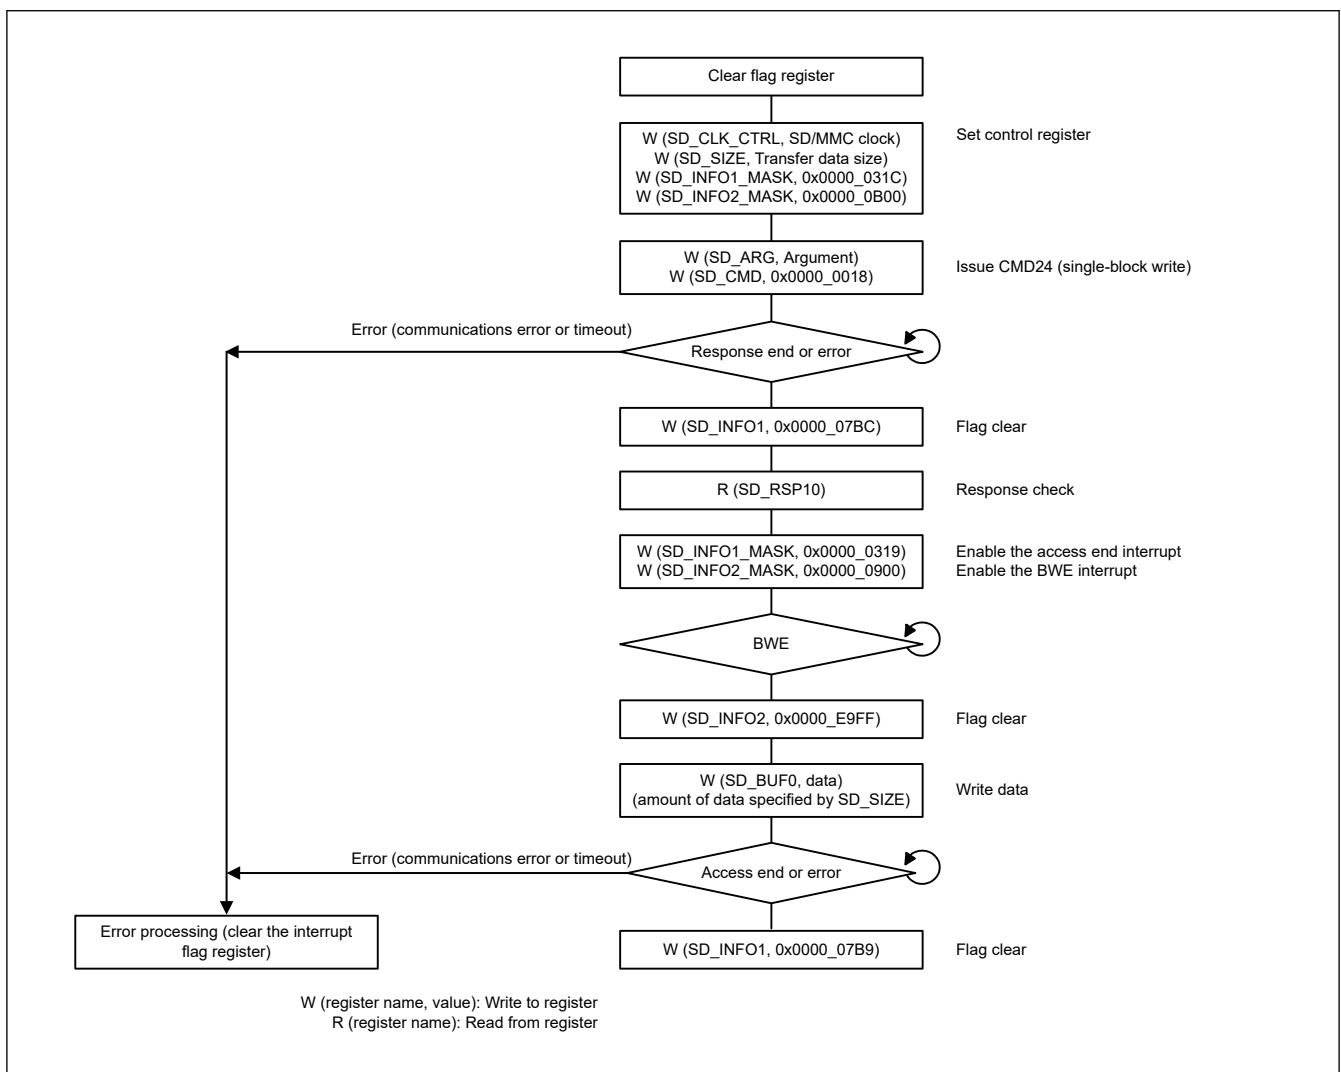 Clear flag register
W (SD_CLK_CTRL, SD/MMC clock)
W (SD_SIZE, Transfer data size)
W (SD_INFO1_MASK, 0x0000_031C)
W (SD_INFO2_MASK, 0x0000_0B00)
Set control register
W (SD_ARG, Argument)
W (SD_CMD, 0x0000_0018)
Issue CMD24 (single-block write)
Error (communications error or timeout)
Response end or error
W (SD_INFO1, 0x0000_07BC)
Flag clear
R (SD_RSP10)
Response check
W (SD_INFO1_MASK, 0x0000_0319)
W (SD_INFO2_MASK, 0x0000_0900)
Enable the access end interrupt
Enable the BWE interrupt
BWE
W (SD_INFO2, 0x0000_E9FF)
Flag clear
W (SD_BUF0, data)
(amount of data specified by SD_SIZE)
Write data
Error (communications error or timeout)
Access end or error
Error processing (clear the interrupt
flag register)
W (SD_INFO1, 0x0000_07B9)
Flag clear
W (register name, value): Write to register
R (register name): Read from register